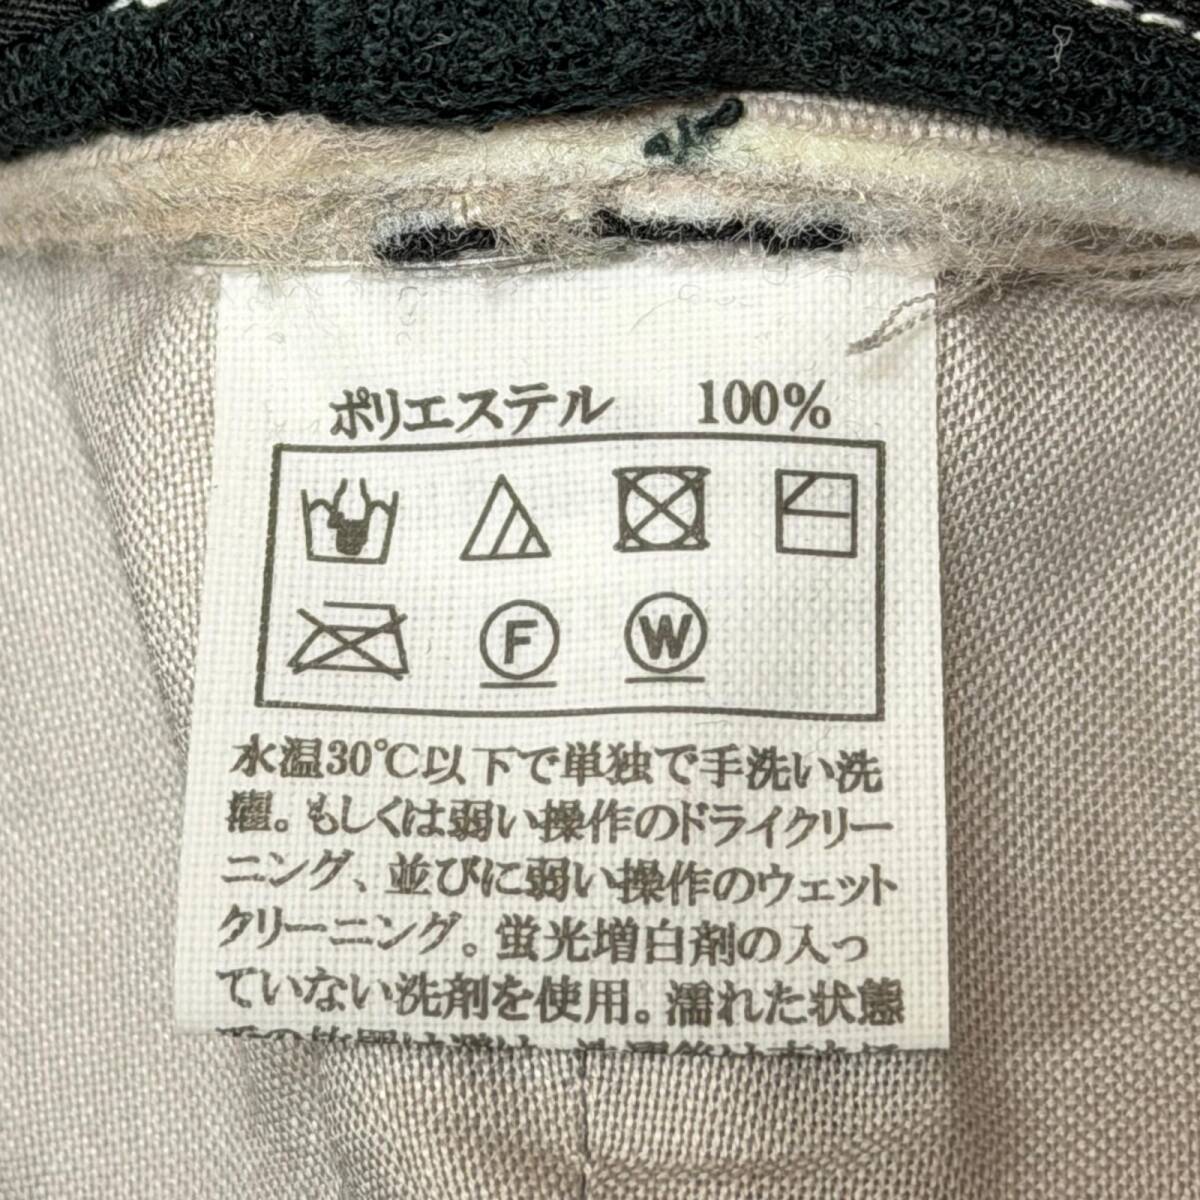 ポリエステル 100%
F W
水温30℃以下で単独で手洗い洗
濯。もしくは弱い操作のドライクリー
ニング、並びに弱い操作のウェット
クリーニング。蛍光増白剤の入っ
ていない洗剤を使用。濡れた状態